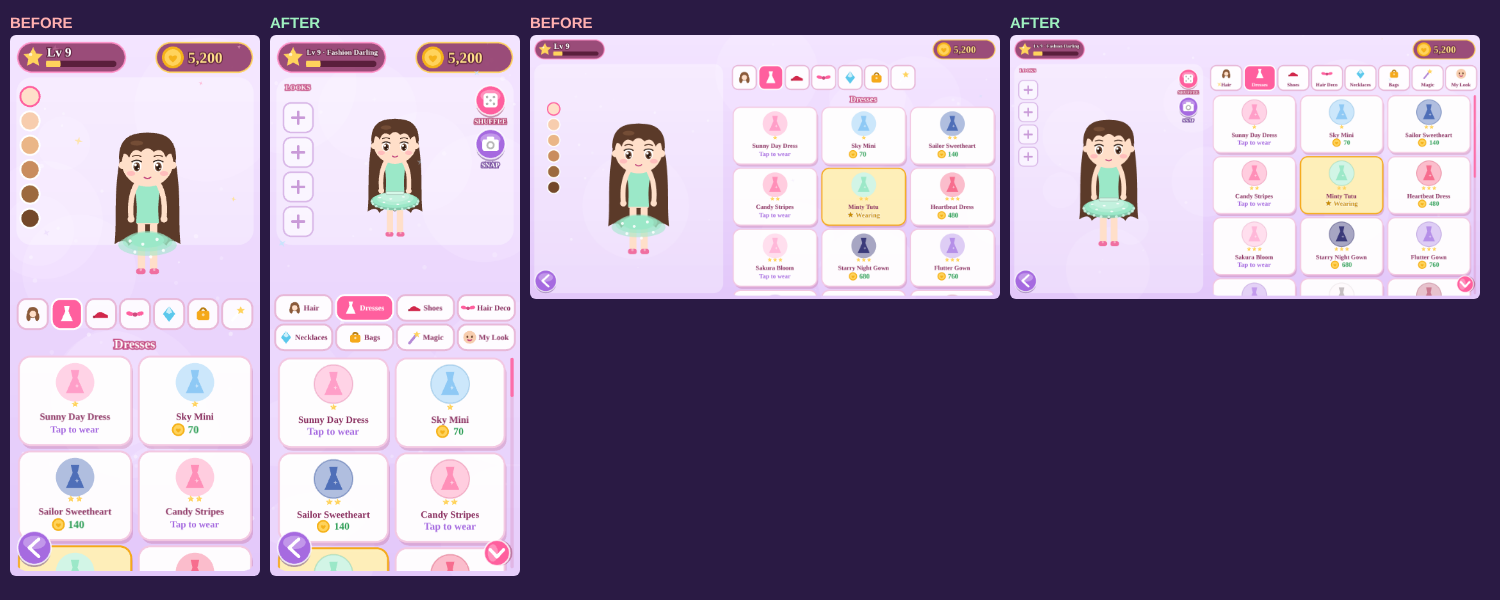 BEFORE
AFTER
BEFORE
AFTER
Lv 9
5,200
Dresses
Sunny Day Dress
Tap to wear
Sky Mini
70
Sailor Sweetheart
140
Candy Stripes
Tap to wear
Lv 9 · Fashion Darling
5,200
LOOKS
SHUFFLE
SNAP
Hair
Dresses
Shoes
Hair Deco
Necklaces
Bags
Magic
My Look
Sunny Day Dress
Tap to wear
Sky Mini
70
Sailor Sweetheart
140
Candy Stripes
Tap to wear
Lv 9
5,200
Dresses
Sunny Day Dress
Tap to wear
Sky Mini
70
Sailor Sweetheart
140
Candy Stripes
Tap to wear
Minty Tutu
★ Wearing
Heartbeat Dress
480
Sakura Bloom
Starry Night Gown
680
Flutter Gown
760
Lv 9 · Fashion Darling
5,200
LOOKS
SHUFFLE
SNAP
Hair
Dresses
Shoes
Hair Deco
Necklaces
Bags
Magic
My Look
Sunny Day Dress
Tap to wear
Sky Mini
70
Sailor Sweetheart
140
Candy Stripes
Tap to wear
Minty Tutu
★ Wearing
Heartbeat Dress
480
Sakura Bloom
Starry Night Gown
680
Flutter Gown
760